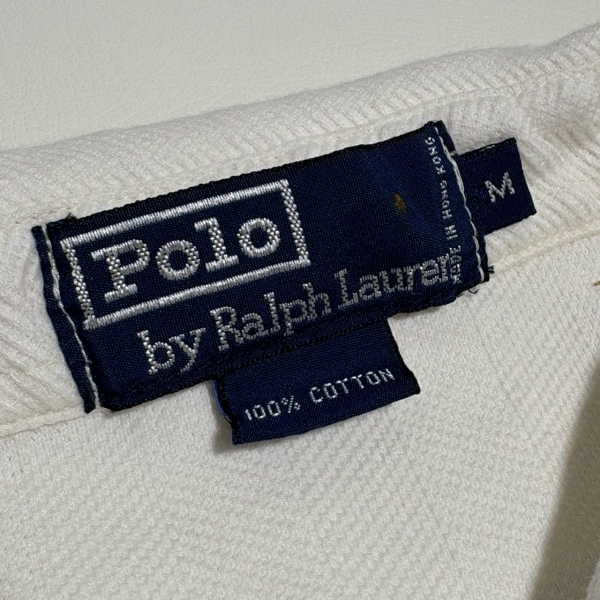 Polo
by Ralph Lauren
MADE IN HONG KONG
M
100% COTTON